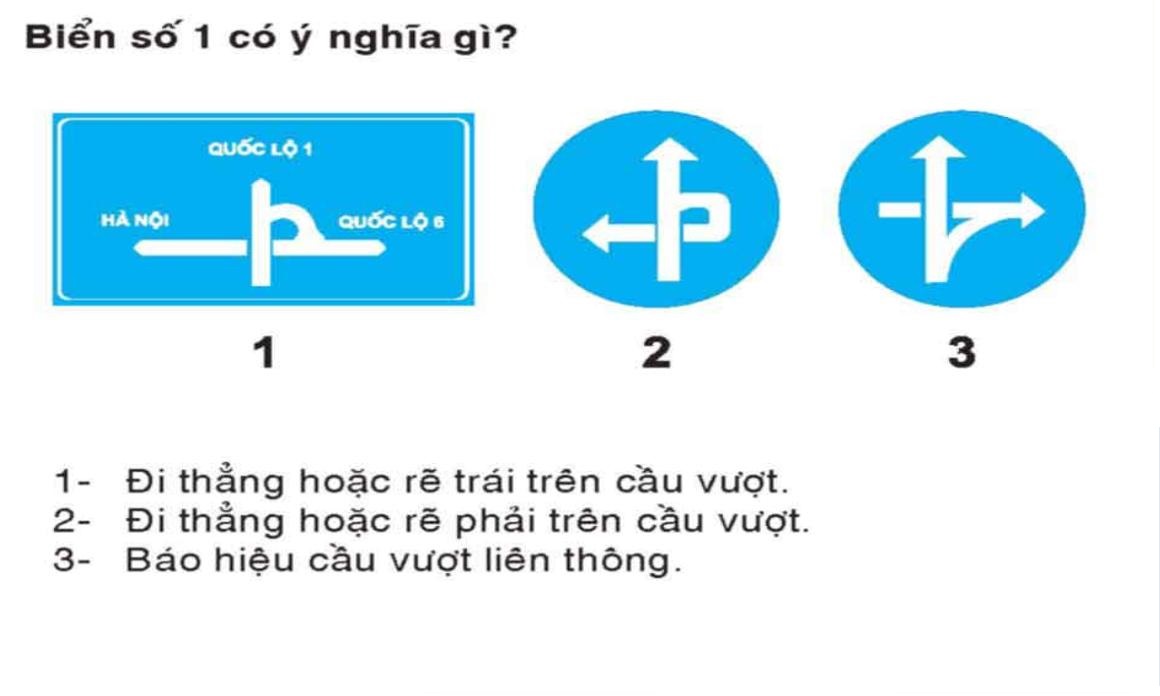 Biển số 1 có ý nghĩa gì?
QUỐC LỘ 1
HÀ NỘI
QUỐC LỘ 6
1
2
3
1- Đi thẳng hoặc rẽ trái trên cầu vượt.
2- Đi thẳng hoặc rẽ phải trên cầu vượt.
3- Báo hiệu cầu vượt liên thông.